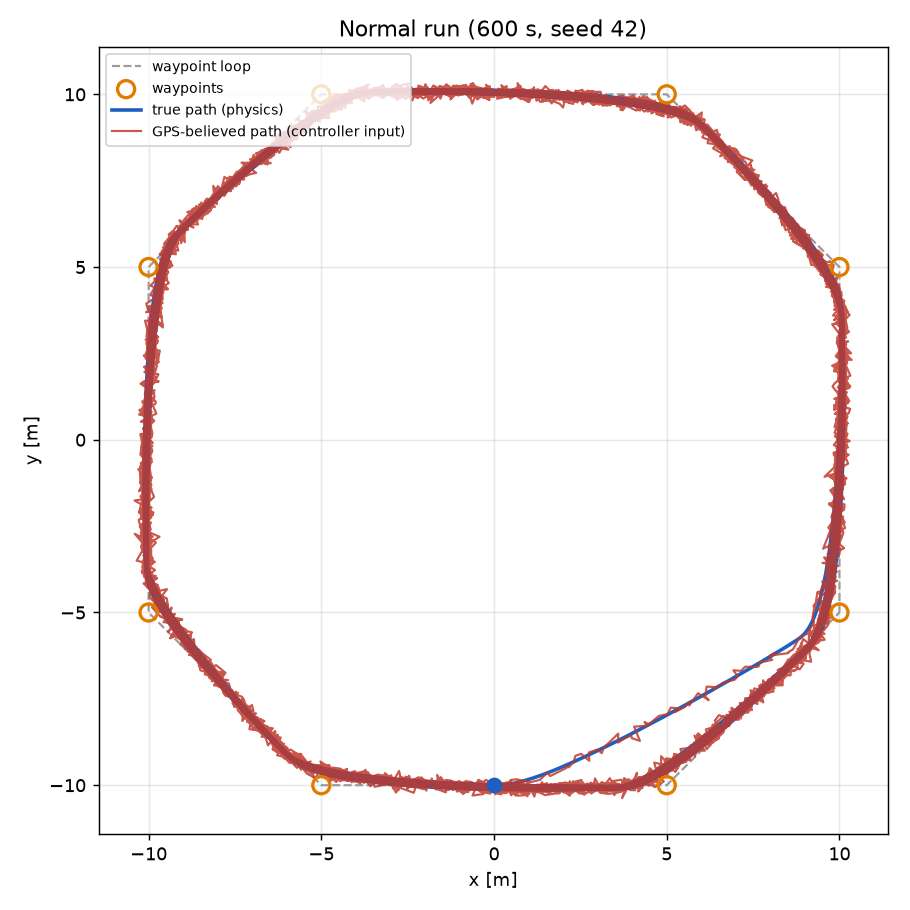 Normal run (600 s, seed 42)
waypoint loop
waypoints
true path (physics)
GPS-believed path (controller input)
10
5
0
−5
−10
y [m]
−10
−5
0
5
10
x [m]